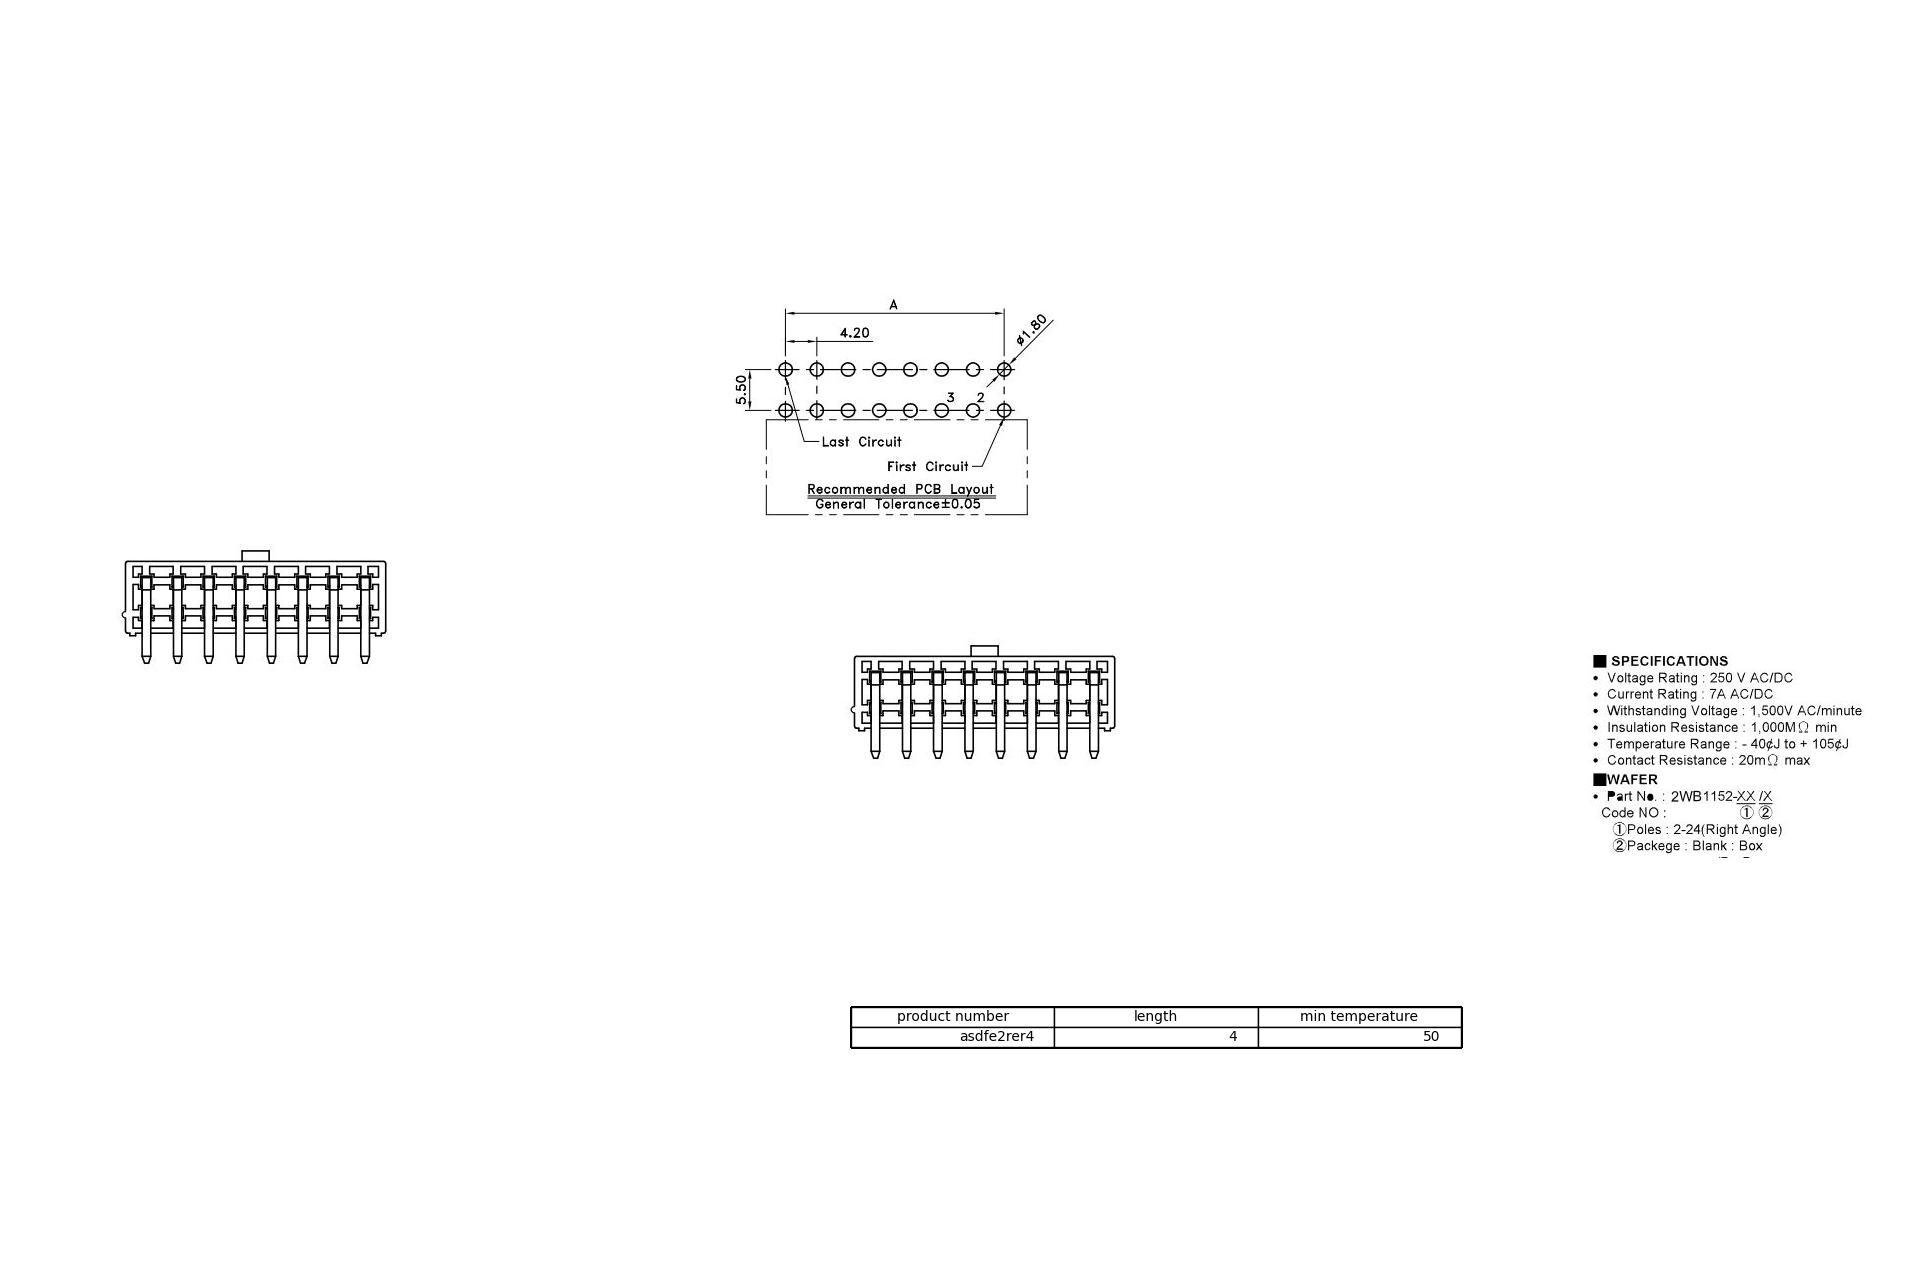 A
4.20
ø1.80
5.50
3 2
Last Circuit
First Circuit
Recommended PCB Layout
General Tolerance±0.05
■ SPECIFICATIONS
• Voltage Rating : 250 V AC/DC
• Current Rating : 7A AC/DC
• Withstanding Voltage : 1,500V AC/minute
• Insulation Resistance : 1,000MΩ min
• Temperature Range : - 40¢J to + 105¢J
• Contact Resistance : 20mΩ max
■WAFER
• Part No. : 2WB1152-XX /X
Code NO : ① ②
①Poles : 2-24(Right Angle)
②Packege : Blank : Box
product number length min temperature
asdfe2rer4 4 50